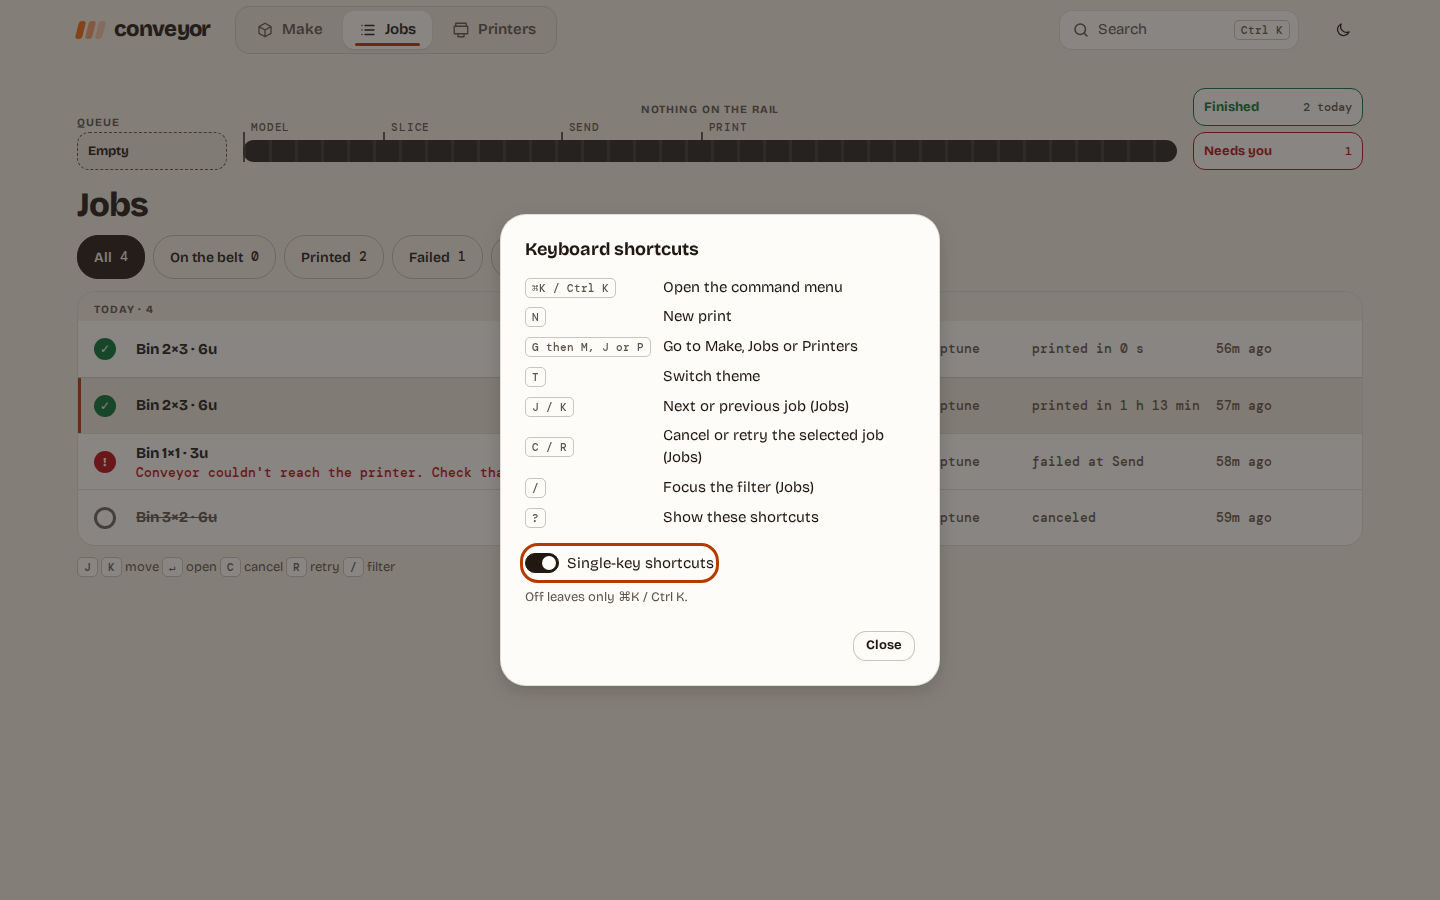 conveyor
Make
Jobs
Printers
Search
Ctrl K
QUEUE
Empty
NOTHING ON THE RAIL
MODEL
SLICE
SEND
PRINT
Finished 2 today
Needs you 1
Jobs
All 4
On the belt 0
Printed 2
Failed 1
TODAY · 4
✓ Bin 2×3 · 6u ptune printed in 0 s 56m ago
✓ Bin 2×3 · 6u ptune printed in 1 h 13 min 57m ago
! Bin 1×1 · 3u ptune failed at Send 58m ago
Conveyor couldn't reach the printer. Check tha
Bin 3×2 · 6u ptune canceled 59m ago
J K move ↵ open C cancel R retry / filter
Keyboard shortcuts
⌘K / Ctrl K Open the command menu
N New print
G then M, J or P Go to Make, Jobs or Printers
T Switch theme
J / K Next or previous job (Jobs)
C / R Cancel or retry the selected job
(Jobs)
/ Focus the filter (Jobs)
? Show these shortcuts
Single-key shortcuts
Off leaves only ⌘K / Ctrl K.
Close